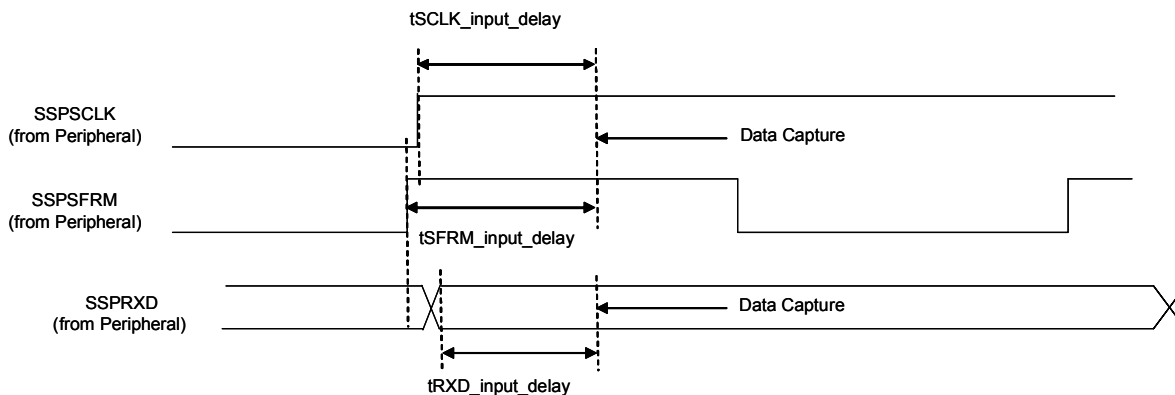 tSCLK_input_delay
SSPSCLK
(from Peripheral)
Data Capture
SSPSFRM
(from Peripheral)
tSFRM_input_delay
SSPRXD
(from Peripheral)
Data Capture
tRXD_input_delay